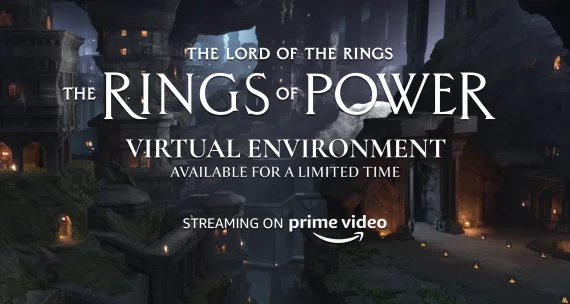 THE LORD OF THE RINGS
THE RINGS OF POWER
VIRTUAL ENVIRONMENT
AVAILABLE FOR A LIMITED TIME
STREAMING ON prime video